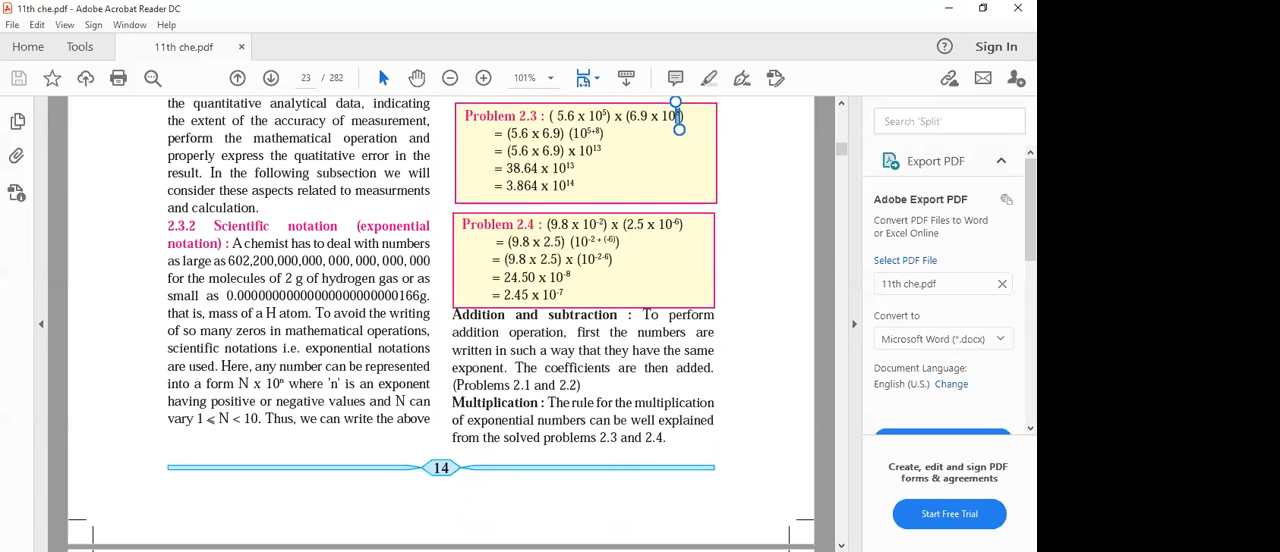 11th che.pdf - Adobe Acrobat Reader DC
File Edit View Sign Window Help
Home Tools 11th che.pdf × Sign In
23 / 282 101%
the quantitative analytical data, indicating
the extent of the accuracy of measurement,
perform the mathematical operation and
properly express the quatitative error in the
result. In the following subsection we will
consider these aspects related to measurments
and calculation.
2.3.2 Scientific notation (exponential
notation) : A chemist has to deal with numbers
as large as 602,200,000,000, 000, 000, 000, 000
for the molecules of 2 g of hydrogen gas or as
small as 0.00000000000000000000000166g.
that is, mass of a H atom. To avoid the writing
of so many zeros in mathematical operations,
scientific notations i.e. exponential notations
are used. Here, any number can be represented
into a form N x 10ⁿ where 'n' is an exponent
having positive or negative values and N can
vary 1 ⩽ N < 10. Thus, we can write the above
Problem 2.3 : ( 5.6 x 10⁵) x (6.9 x 10 )
= (5.6 x 6.9) (10⁵⁺⁸)
= (5.6 x 6.9) x 10¹³
= 38.64 x 10¹³
= 3.864 x 10¹⁴
Problem 2.4 : (9.8 x 10⁻²) x (2.5 x 10⁻⁶)
= (9.8 x 2.5) (10⁻² ⁺ ⁽⁻⁶⁾)
= (9.8 x 2.5) x (10⁻²⁻⁶)
= 24.50 x 10⁻⁸
= 2.45 x 10⁻⁷
Addition and subtraction : To perform
addition operation, first the numbers are
written in such a way that they have the same
exponent. The coefficients are then added.
(Problems 2.1 and 2.2)
Multiplication : The rule for the multiplication
of exponential numbers can be well explained
from the solved problems 2.3 and 2.4.
14
Search 'Split'
Export PDF
Adobe Export PDF
Convert PDF Files to Word
or Excel Online
Select PDF File
11th che.pdf
Convert to
Microsoft Word (*.docx)
Document Language:
English (U.S.) Change
Create, edit and sign PDF
forms & agreements
Start Free Trial